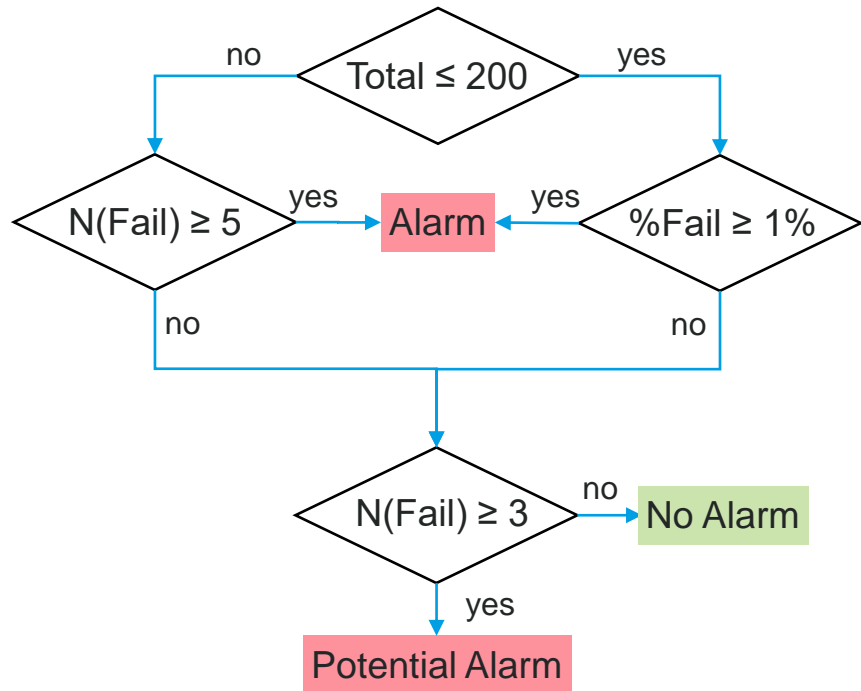 no
Total ≤ 200
yes
N(Fail) ≥ 5
yes
Alarm
yes
%Fail ≥ 1%
no
no
N(Fail) ≥ 3
no
No Alarm
yes
Potential Alarm